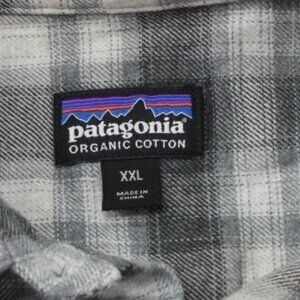 patagonia®
ORGANIC COTTON
XXL
MADE IN
CHINA